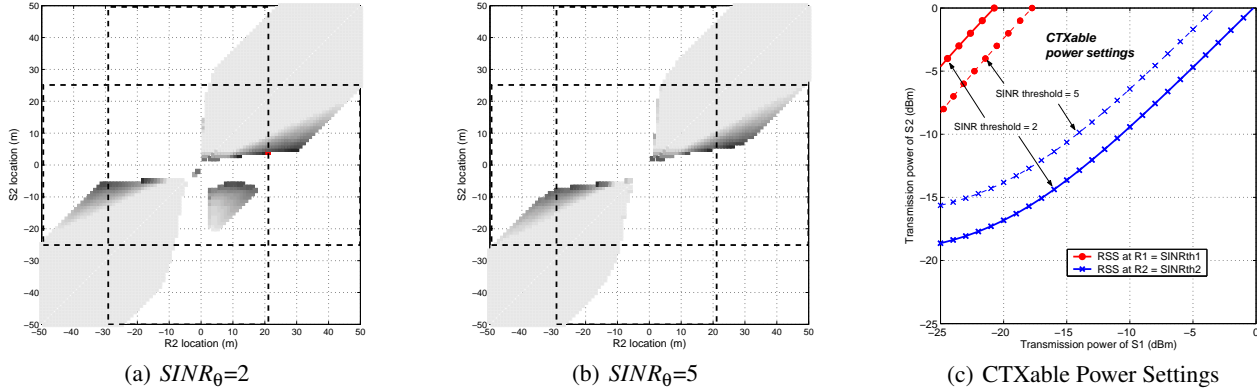 50
40
30
20
10
0
−10
−20
−30
−40
−50
S2 location (m)
−50 −40 −30 −20 −10 0 10 20 30 40 50
R2 location (m)
(a) SINRθ=2
50
40
30
20
10
0
−10
−20
−30
−40
−50
S2 location (m)
−50 −40 −30 −20 −10 0 10 20 30 40 50
R2 location (m)
(b) SINRθ=5
0
−5
−10
−15
−20
−25
Transmission power of S2 (dBm)
CTXable
power settings
SINR threshold = 5
SINR threshold = 2
RSS at R1 = SINRth1
RSS at R2 = SINRth2
−25 −20 −15 −10 −5 0
Transmission power of S1 (dBm)
(c) CTXable Power Settings